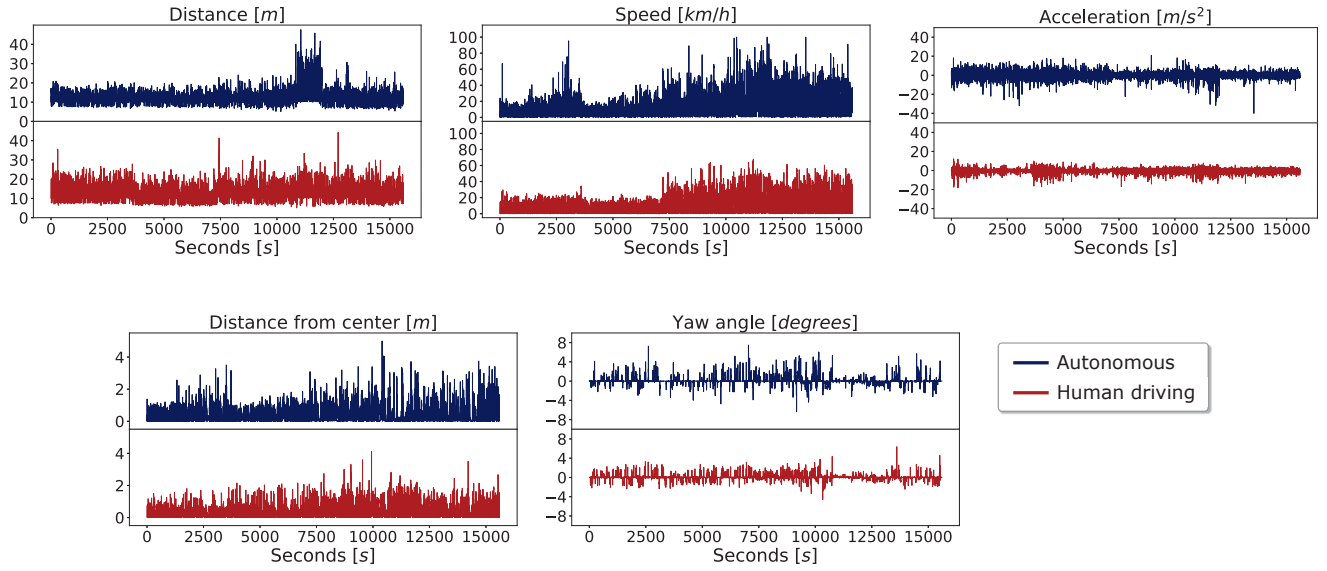 Distance [m]
Speed [km/h]
Acceleration [m/s²]
40
30
20
10
0
40
30
20
10
0
0 2500 5000 7500 10000 12500 15000
Seconds [s]
100
80
60
40
20
0
100
80
60
40
20
0
0 2500 5000 7500 10000 12500 15000
Seconds [s]
40
20
0
−20
−40
40
20
0
−20
−40
0 2500 5000 7500 10000 12500 15000
Seconds [s]
Distance from center [m]
Yaw angle [degrees]
4
2
0
4
2
0
0 2500 5000 7500 10000 12500 15000
Seconds [s]
8
4
0
−4
−8
8
4
0
−4
−8
0 2500 5000 7500 10000 12500 15000
Seconds [s]
Autonomous
Human driving